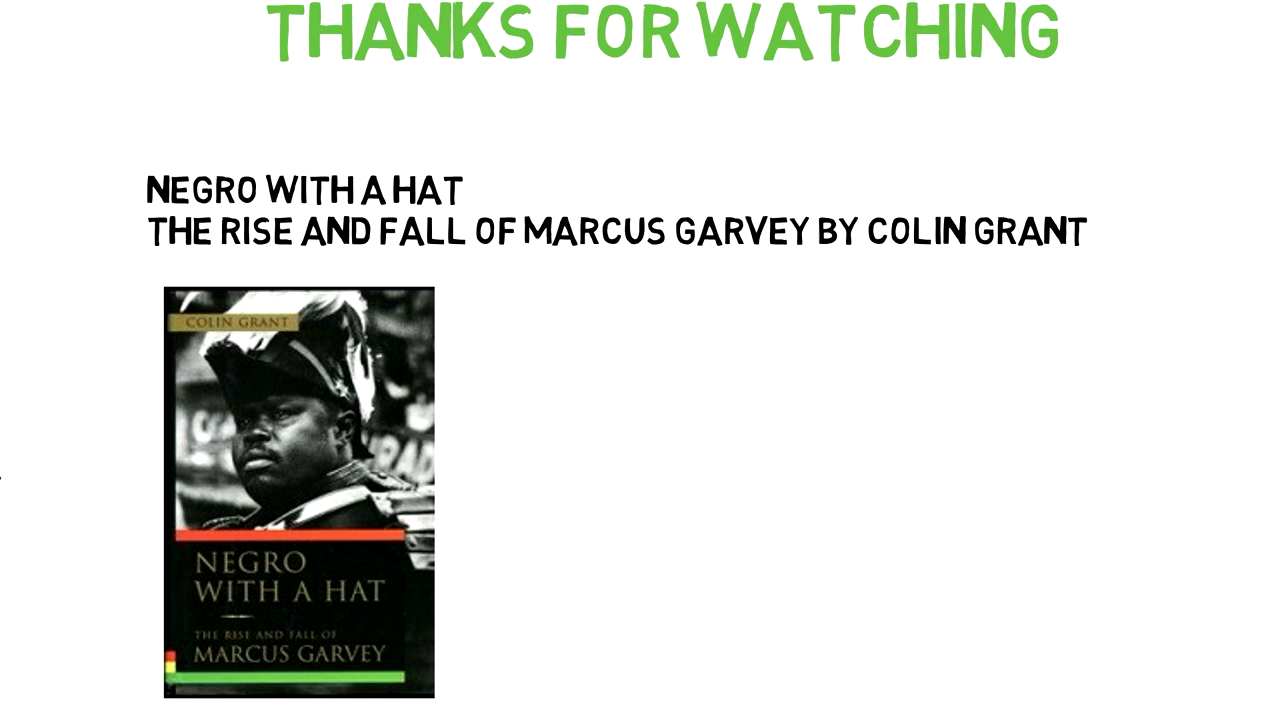 THANKS FOR WATCHING
NEGRO WITH A HAT
THE RISE AND FALL OF MARCUS GARVEY BY COLIN GRANT
COLIN GRANT
NEGRO
WITH A HAT
THE RISE AND FALL OF
MARCUS GARVEY